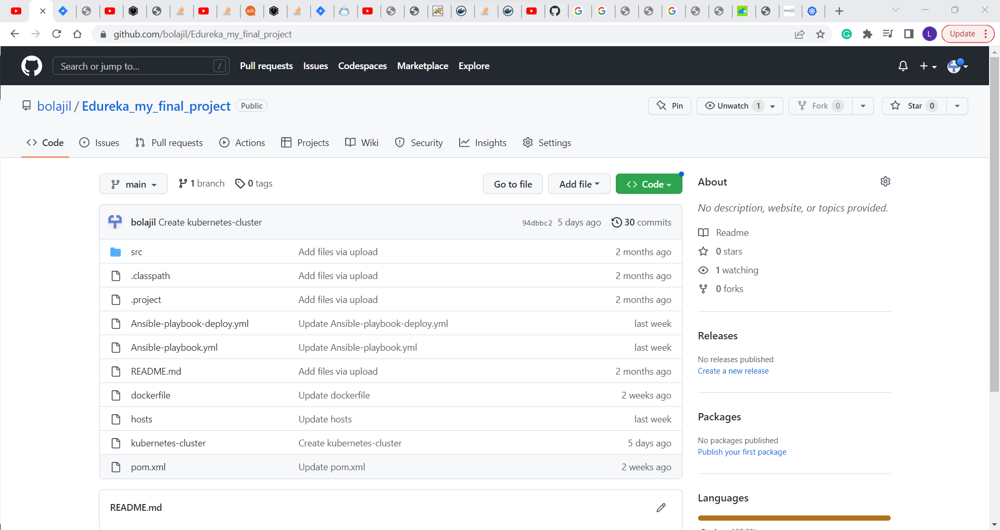 ask
mw[i]
github.com/bolajil/Edureka_my_final_project
L
Update
Search or jump to...
/
Pull requests
Issues
Codespaces
Marketplace
Explore
bolajil / Edureka_my_final_project
Public
Pin
Unwatch 1
Fork 0
Star 0
Code
Issues
Pull requests
Actions
Projects
Wiki
Security
Insights
Settings
main
1 branch
0 tags
Go to file
Add file
Code
bolajil Create kubernetes-cluster 94dbbc2 5 days ago 30 commits
src Add files via upload 2 months ago
.classpath Add files via upload 2 months ago
.project Add files via upload 2 months ago
Ansible-playbook-deploy.yml Update Ansible-playbook-deploy.yml last week
Ansible-playbook.yml Update Ansible-playbook.yml last week
README.md Add files via upload 2 months ago
dockerfile Update dockerfile 2 weeks ago
hosts Update hosts last week
kubernetes-cluster Create kubernetes-cluster 5 days ago
pom.xml Update pom.xml 2 weeks ago
README.md
About
No description, website, or topics provided.
Readme
0 stars
1 watching
0 forks
Releases
No releases published
Create a new release
Packages
No packages published
Publish your first package
Languages